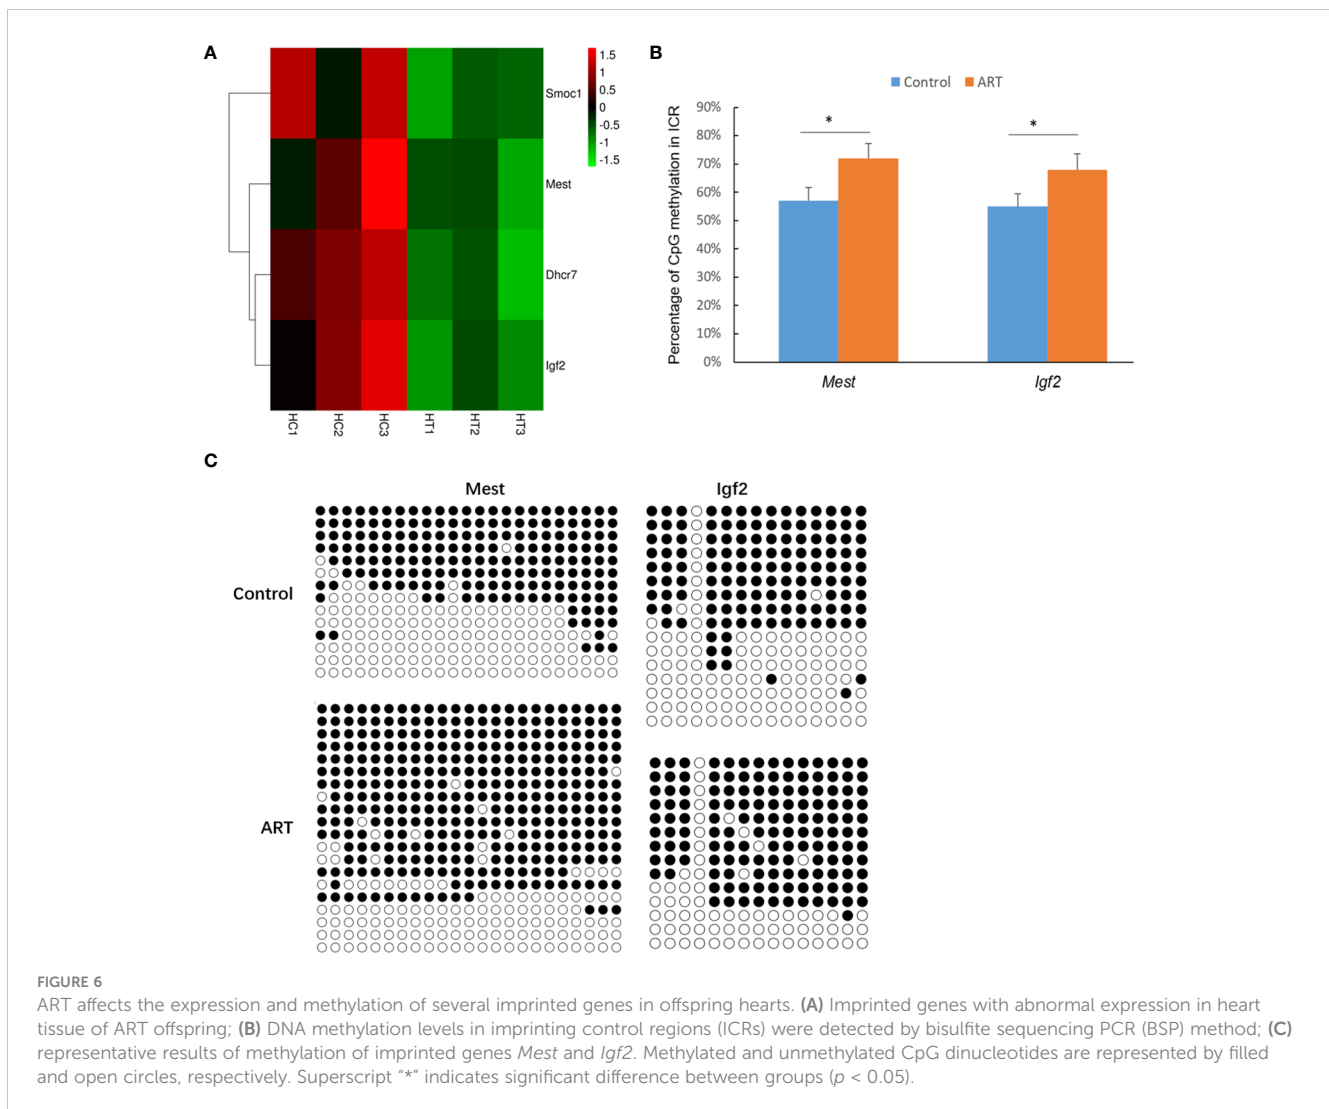 A
1.5
1
0.5
0
-0.5
-1
-1.5
Smoc1
Mest
Dhcr7
Igf2
HC1
HC2
HC3
HT1
HT2
HT3
B
Control
ART
Percentage of CpG methylation in ICR
90%
80%
70%
60%
50%
40%
30%
20%
10%
0%
*
*
Mest
Igf2
C
Mest
Igf2
Control
ART
FIGURE 6
ART affects the expression and methylation of several imprinted genes in offspring hearts. (A) Imprinted genes with abnormal expression in heart
tissue of ART offspring; (B) DNA methylation levels in imprinting control regions (ICRs) were detected by bisulfite sequencing PCR (BSP) method; (C)
representative results of methylation of imprinted genes Mest and Igf2. Methylated and unmethylated CpG dinucleotides are represented by filled
and open circles, respectively. Superscript “*” indicates significant difference between groups (p < 0.05).